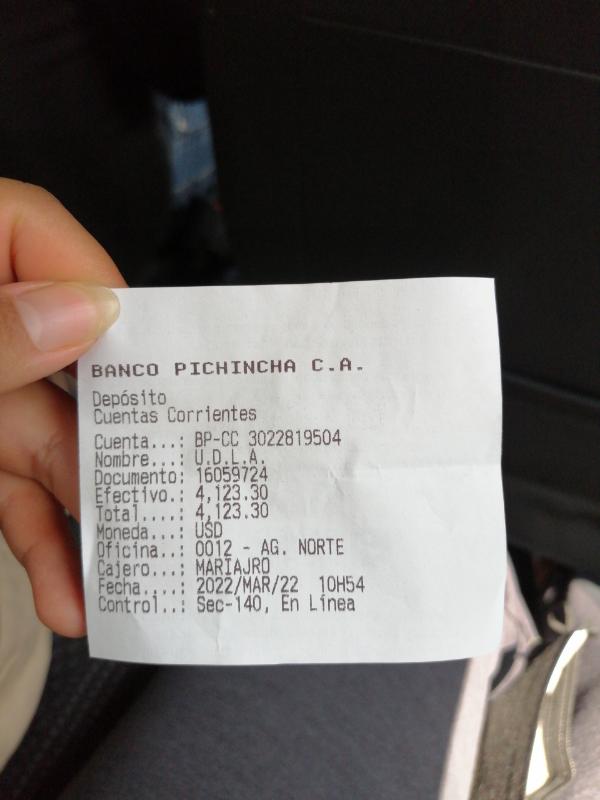 BANCO PICHINCHA C.A.
Depósito
Cuentas Corrientes
Cuenta...: BP-CC 3022819504
Nombre...: U.D.L.A.
Documento: 16059724
Efectivo.: 4,123.30
Total....: 4,123.30
Moneda...: USD
Oficina..: 0012 - AG. NORTE
Cajero...: MARIAJRO
Fecha....: 2022/MAR/22 10H54
Control..: Sec-140, En Línea